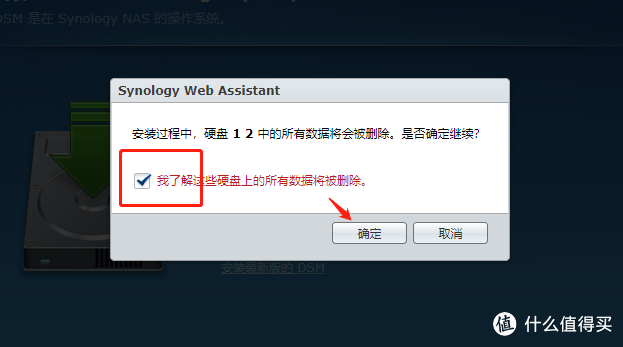 DSM 是在 Synology NAS 的操作系统。
Synology Web Assistant
安装过程中，硬盘 1 2 中的所有数据将会被删除。是否确定继续？
我了解这些硬盘上的所有数据将被删除。
确定
取消
安装最新版的 DSM
值 什么值得买